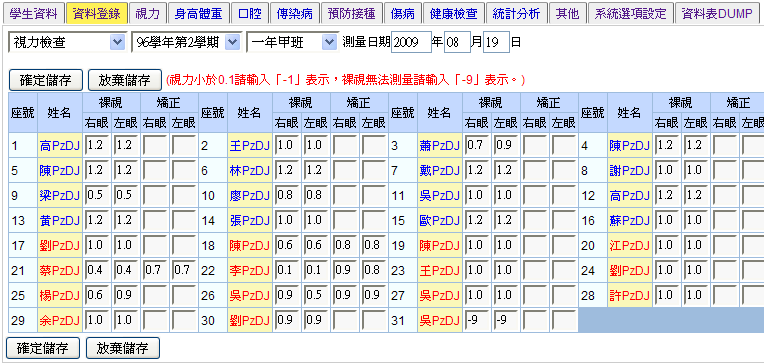 學生資料 資料登錄 視力 身高體重 口腔 傳染病 預防接種 傷病 健康檢查 統計分析 其他 系統選項設定 資料表DUMP
視力檢查 96學年第2學期 一年甲班 測量日期 2009 年 08 月 19 日
確定儲存 放棄儲存 (視力小於0.1請輸入「-1」表示，裸視無法測量請輸入「-9」表示。)
座號 姓名 裸視 矯正 座號 姓名 裸視 矯正 座號 姓名 裸視 矯正 座號 姓名 裸視 矯正
右眼 左眼 右眼 左眼 右眼 左眼 右眼 左眼 右眼 左眼 右眼 左眼 右眼 左眼 右眼 左眼
1 高PzDJ 1.2 1.2 2 王PzDJ 1.0 1.0 3 蕭PzDJ 0.7 0.9 4 陳PzDJ 1.2 1.2
5 陳PzDJ 1.2 1.2 6 林PzDJ 1.2 1.2 7 戴PzDJ 1.2 1.2 8 謝PzDJ 1.0 1.0
9 梁PzDJ 0.5 0.5 10 廖PzDJ 0.8 0.8 11 吳PzDJ 1.0 1.0 12 高PzDJ 1.2 1.2
13 黃PzDJ 1.2 1.2 14 張PzDJ 1.0 1.0 15 歐PzDJ 1.2 1.2 16 蘇PzDJ 1.0 1.0
17 劉PzDJ 1.0 1.0 18 陳PzDJ 0.6 0.6 0.8 0.8 19 陳PzDJ 1.0 1.0 20 江PzDJ 1.0 1.0
21 蔡PzDJ 0.4 0.4 0.7 0.7 22 李PzDJ 0.1 0.1 0.9 0.8 23 王PzDJ 1.0 1.0 24 劉PzDJ 1.0 1.0
25 楊PzDJ 0.6 0.9 26 吳PzDJ 0.9 0.5 0.9 0.9 27 吳PzDJ 1.0 1.0 28 許PzDJ 1.0 1.0
29 余PzDJ 1.0 1.0 30 劉PzDJ 0.9 0.9 31 吳PzDJ -9 -9
確定儲存 放棄儲存